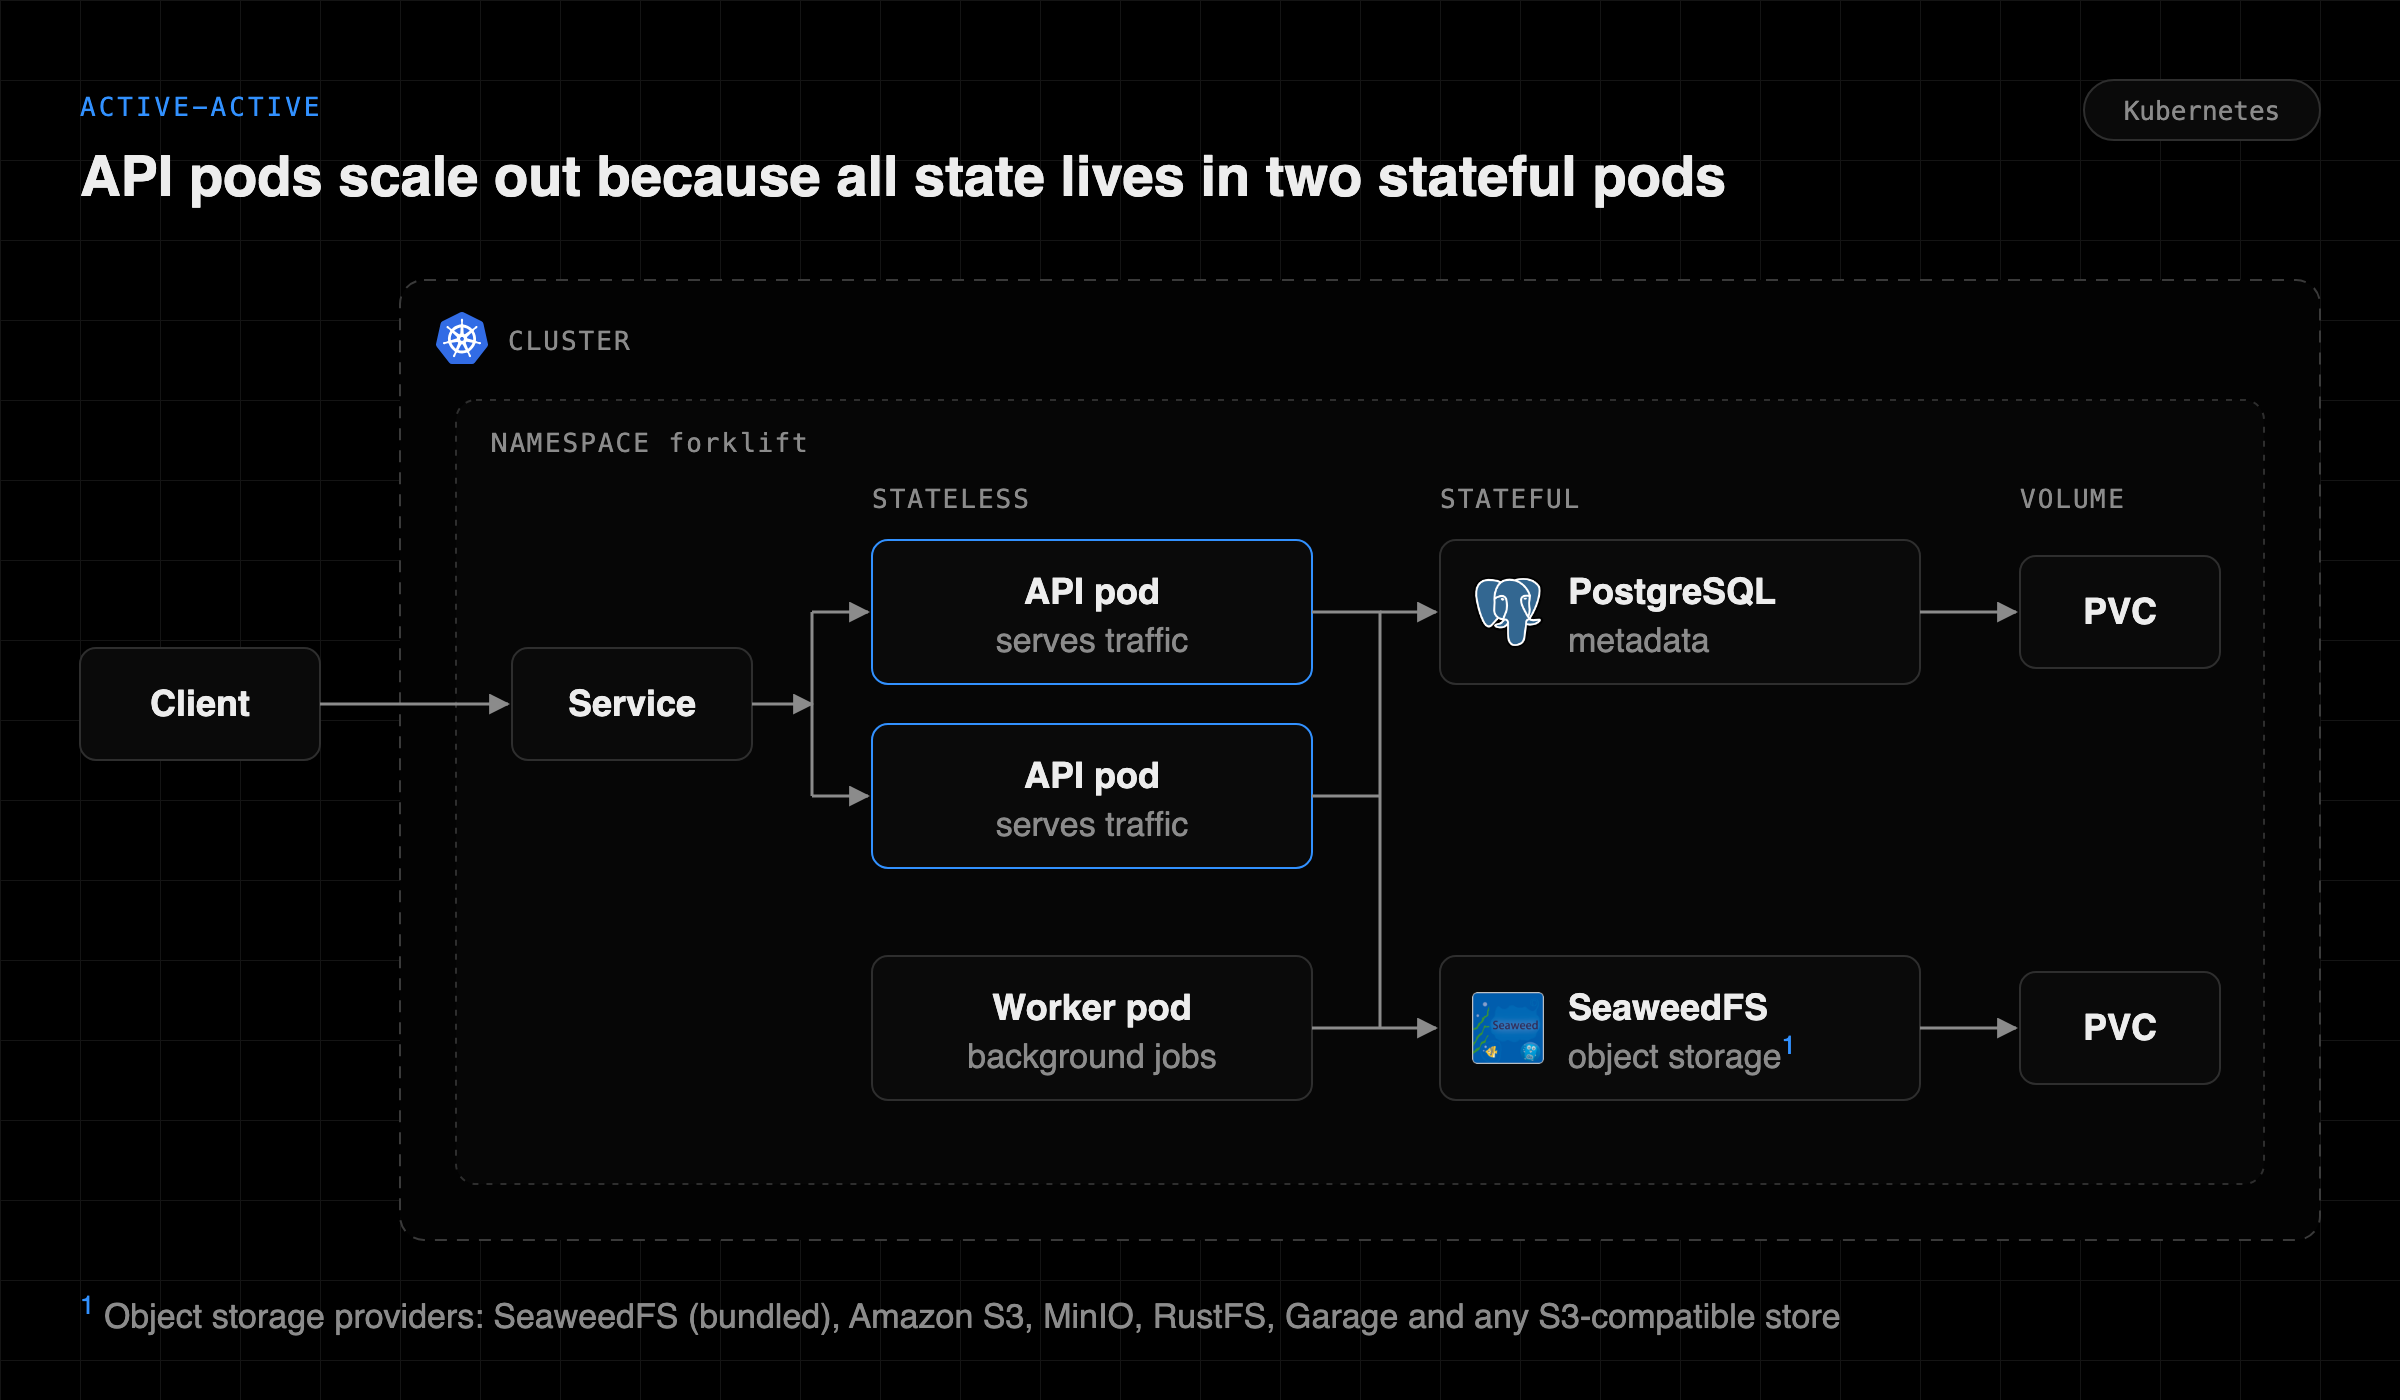 ACTIVE–ACTIVE
Kubernetes
API pods scale out because all state lives in two stateful pods
CLUSTER
NAMESPACE forklift
STATELESS
STATEFUL
VOLUME
API pod
serves traffic
PostgreSQL
metadata
PVC
Client
Service
API pod
serves traffic
Worker pod
background jobs
Seaweed
SeaweedFS
object storage¹
PVC
¹ Object storage providers: SeaweedFS (bundled), Amazon S3, MinIO, RustFS, Garage and any S3-compatible store